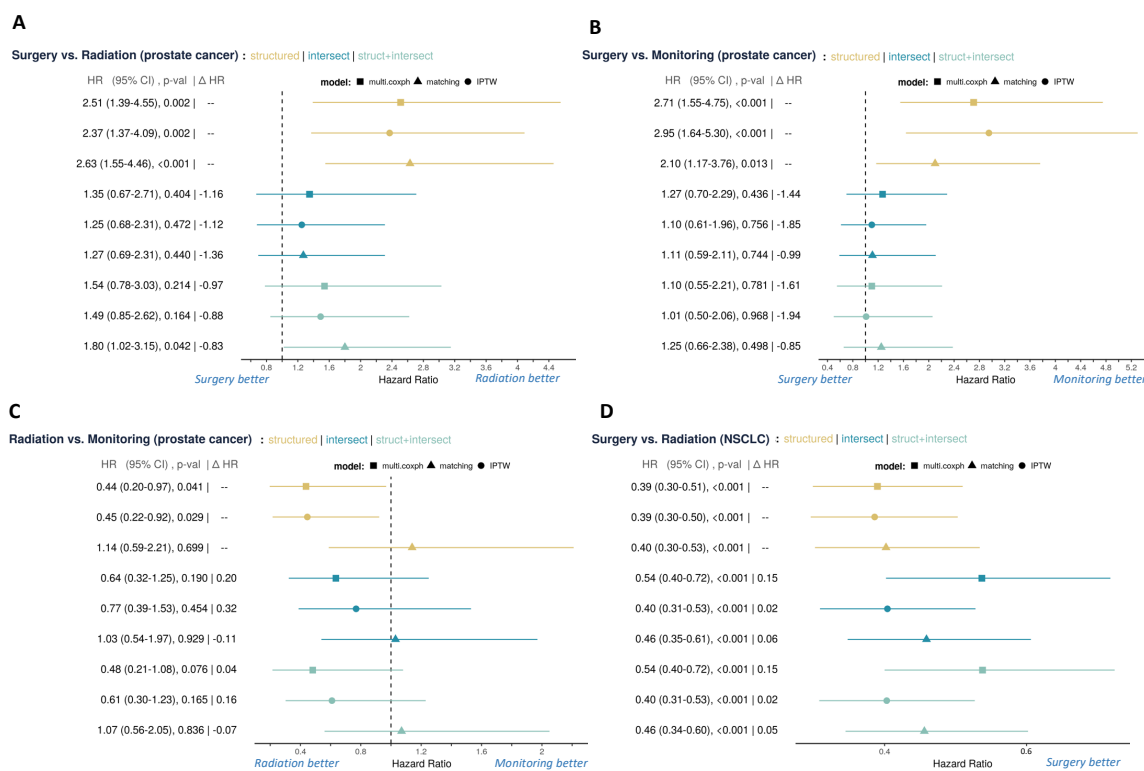 A
Surgery vs. Radiation (prostate cancer) : structured | intersect | struct+intersect
HR (95% CI) , p-val | Δ HR
model: multi.coxph matching IPTW
2.51 (1.39-4.55), 0.002 | --
2.37 (1.37-4.09), 0.002 | --
2.63 (1.55-4.46), <0.001 | --
1.35 (0.67-2.71), 0.404 | -1.16
1.25 (0.68-2.31), 0.472 | -1.12
1.27 (0.69-2.31), 0.440 | -1.36
1.54 (0.78-3.03), 0.214 | -0.97
1.49 (0.85-2.62), 0.164 | -0.88
1.80 (1.02-3.15), 0.042 | -0.83
0.6 1.2 1.6 2 2.4 2.8 3.2 3.6 4 4.4
Surgery better Hazard Ratio Radiation better
B
Surgery vs. Monitoring (prostate cancer) : structured | intersect | struct+intersect
HR (95% CI) , p-val | Δ HR
model: multi.coxph matching IPTW
2.71 (1.55-4.75), <0.001 | --
2.95 (1.64-5.30), <0.001 | --
2.10 (1.17-3.76), 0.013 | --
1.27 (0.70-2.29), 0.436 | -1.44
1.10 (0.61-1.96), 0.756 | -1.85
1.11 (0.59-2.11), 0.744 | -0.99
1.10 (0.55-2.21), 0.781 | -1.61
1.01 (0.50-2.06), 0.968 | -1.94
1.25 (0.66-2.38), 0.498 | -0.85
0.4 0.8 1.2 1.6 2 2.4 2.8 3.2 3.6 4 4.4 4.8 5.2
Surgery better Hazard Ratio Monitoring better
C
Radiation vs. Monitoring (prostate cancer) : structured | intersect | struct+intersect
HR (95% CI) , p-val | Δ HR
model: multi.coxph matching IPTW
0.44 (0.20-0.97), 0.041 | --
0.45 (0.22-0.92), 0.029 | --
1.14 (0.59-2.21), 0.699 | --
0.64 (0.32-1.25), 0.190 | 0.20
0.77 (0.39-1.53), 0.454 | 0.32
1.03 (0.54-1.97), 0.929 | -0.11
0.48 (0.21-1.08), 0.076 | 0.04
0.61 (0.30-1.23), 0.165 | 0.16
1.07 (0.56-2.05), 0.836 | -0.07
0.4 0.8 1.2 1.6 2
Radiation better Hazard Ratio Monitoring better
D
Surgery vs. Radiation (NSCLC) : structured | intersect | struct+intersect
HR (95% CI) , p-val | Δ HR
model: multi.coxph matching IPTW
0.39 (0.30-0.51), <0.001 | --
0.39 (0.30-0.50), <0.001 | --
0.40 (0.30-0.53), <0.001 | --
0.54 (0.40-0.72), <0.001 | 0.15
0.40 (0.31-0.53), <0.001 | 0.02
0.46 (0.35-0.61), <0.001 | 0.06
0.54 (0.40-0.72), <0.001 | 0.15
0.40 (0.31-0.53), <0.001 | 0.02
0.46 (0.34-0.60), <0.001 | 0.05
0.4 0.6
Hazard Ratio Surgery better